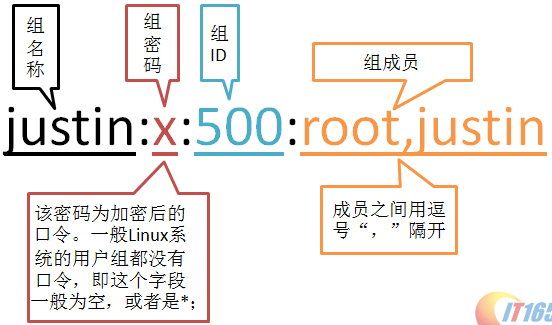 组
名
称
组
密
码
组
ID
组成员
justin:x:500:root,justin
该密码为加密后的
口令。一般Linux系
统的用户组都没有
口令，即这个字段
一般为空，或者是*；
成员之间用逗
号“，”隔开
IT165